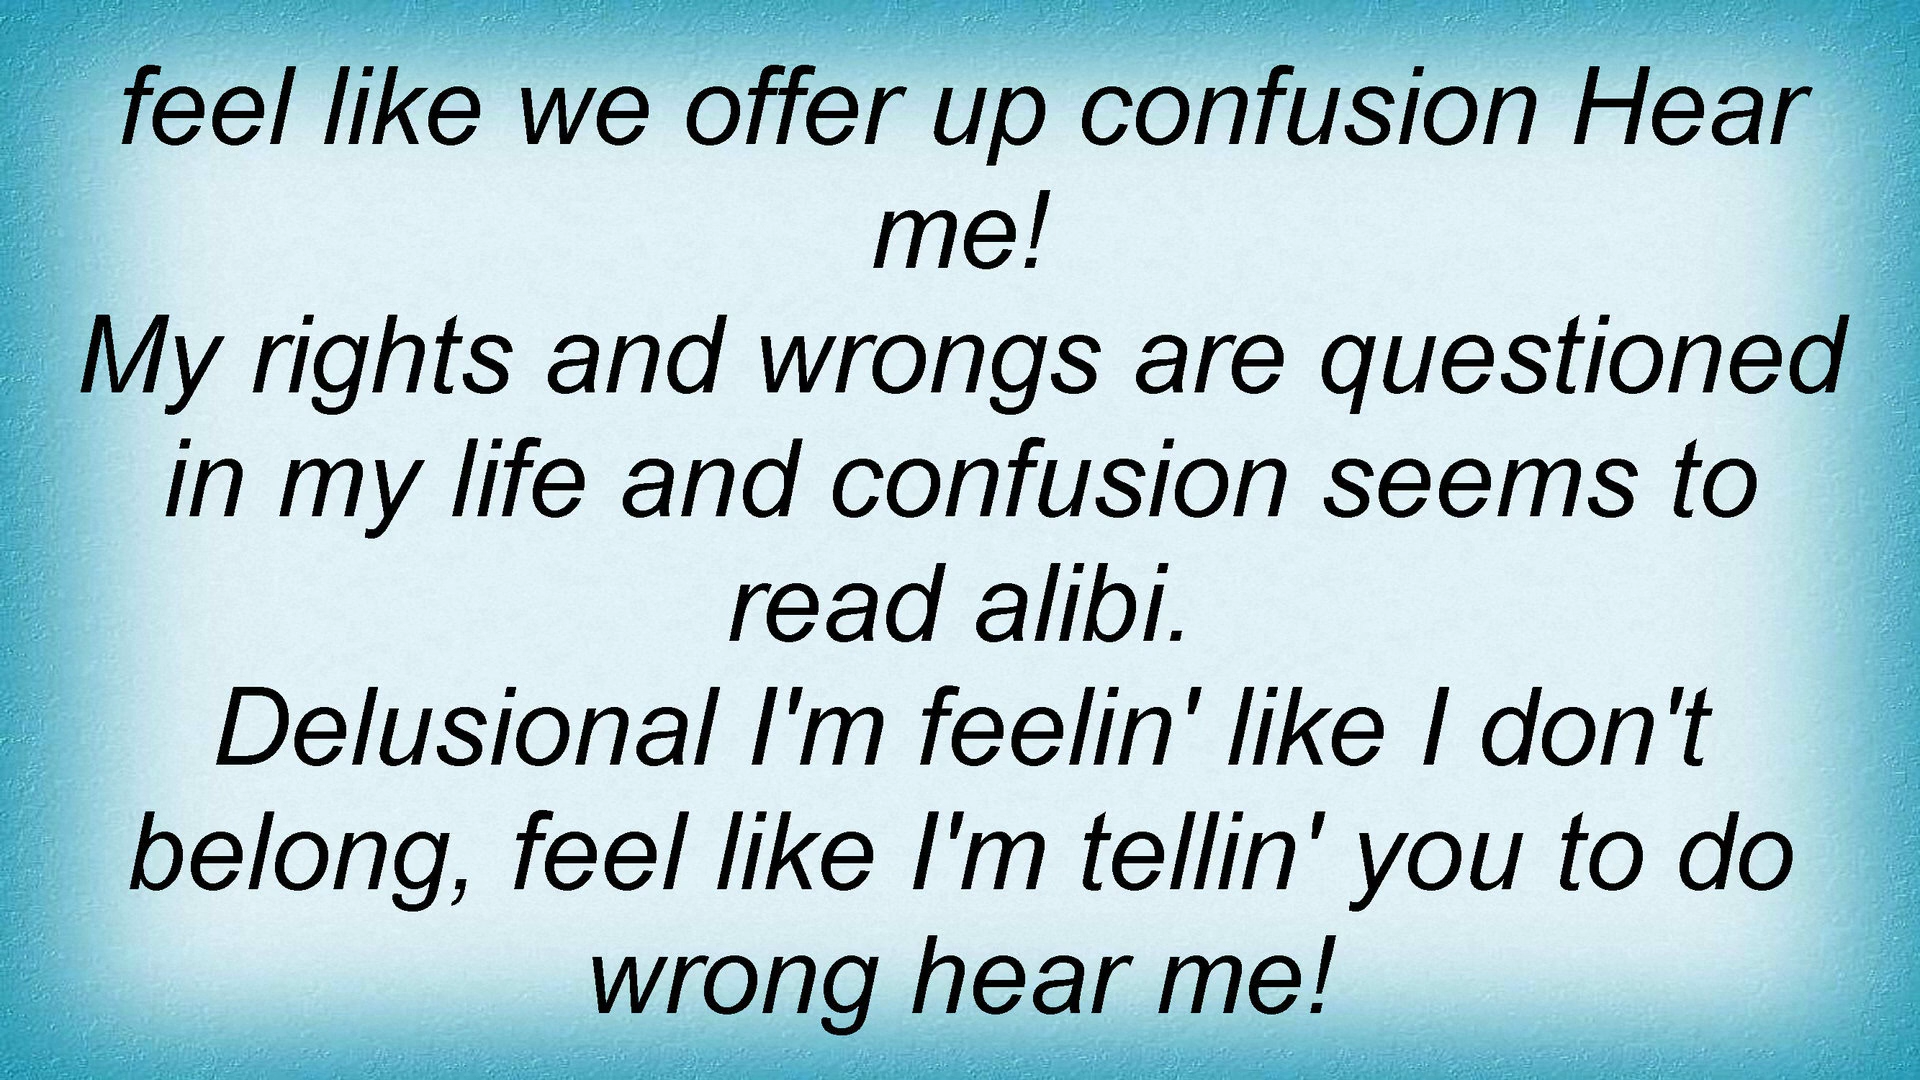 feel like we offer up confusion Hear
me!
My rights and wrongs are questioned
in my life and confusion seems to
read alibi.
Delusional I'm feelin' like I don't
belong, feel like I'm tellin' you to do
wrong hear me!